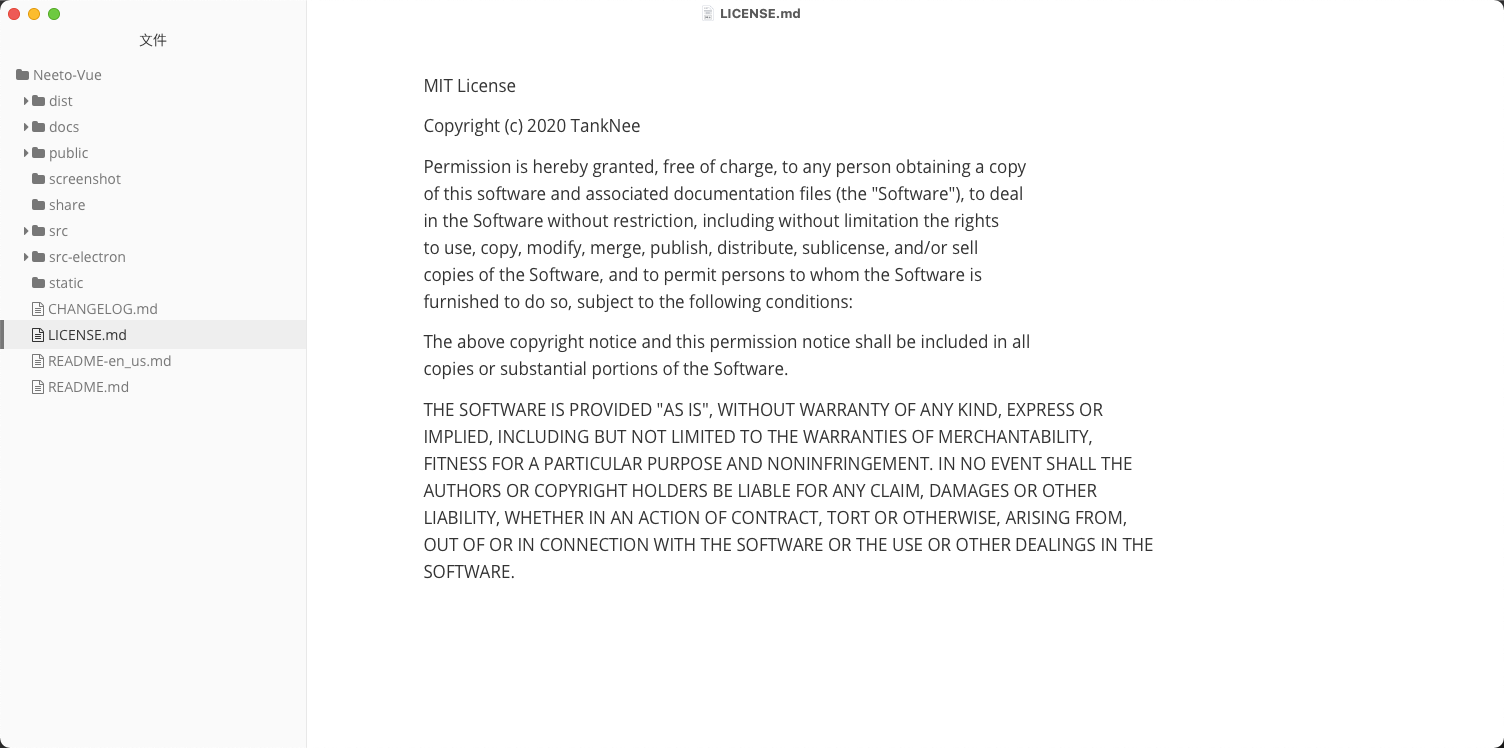 LICENSE.md
文件
Neeto-Vue
dist
docs
public
screenshot
share
src
src-electron
static
CHANGELOG.md
LICENSE.md
README-en_us.md
README.md
MIT License
Copyright (c) 2020 TankNee
Permission is hereby granted, free of charge, to any person obtaining a copy
of this software and associated documentation files (the "Software"), to deal
in the Software without restriction, including without limitation the rights
to use, copy, modify, merge, publish, distribute, sublicense, and/or sell
copies of the Software, and to permit persons to whom the Software is
furnished to do so, subject to the following conditions:
The above copyright notice and this permission notice shall be included in all
copies or substantial portions of the Software.
THE SOFTWARE IS PROVIDED "AS IS", WITHOUT WARRANTY OF ANY KIND, EXPRESS OR
IMPLIED, INCLUDING BUT NOT LIMITED TO THE WARRANTIES OF MERCHANTABILITY,
FITNESS FOR A PARTICULAR PURPOSE AND NONINFRINGEMENT. IN NO EVENT SHALL THE
AUTHORS OR COPYRIGHT HOLDERS BE LIABLE FOR ANY CLAIM, DAMAGES OR OTHER
LIABILITY, WHETHER IN AN ACTION OF CONTRACT, TORT OR OTHERWISE, ARISING FROM,
OUT OF OR IN CONNECTION WITH THE SOFTWARE OR THE USE OR OTHER DEALINGS IN THE
SOFTWARE.